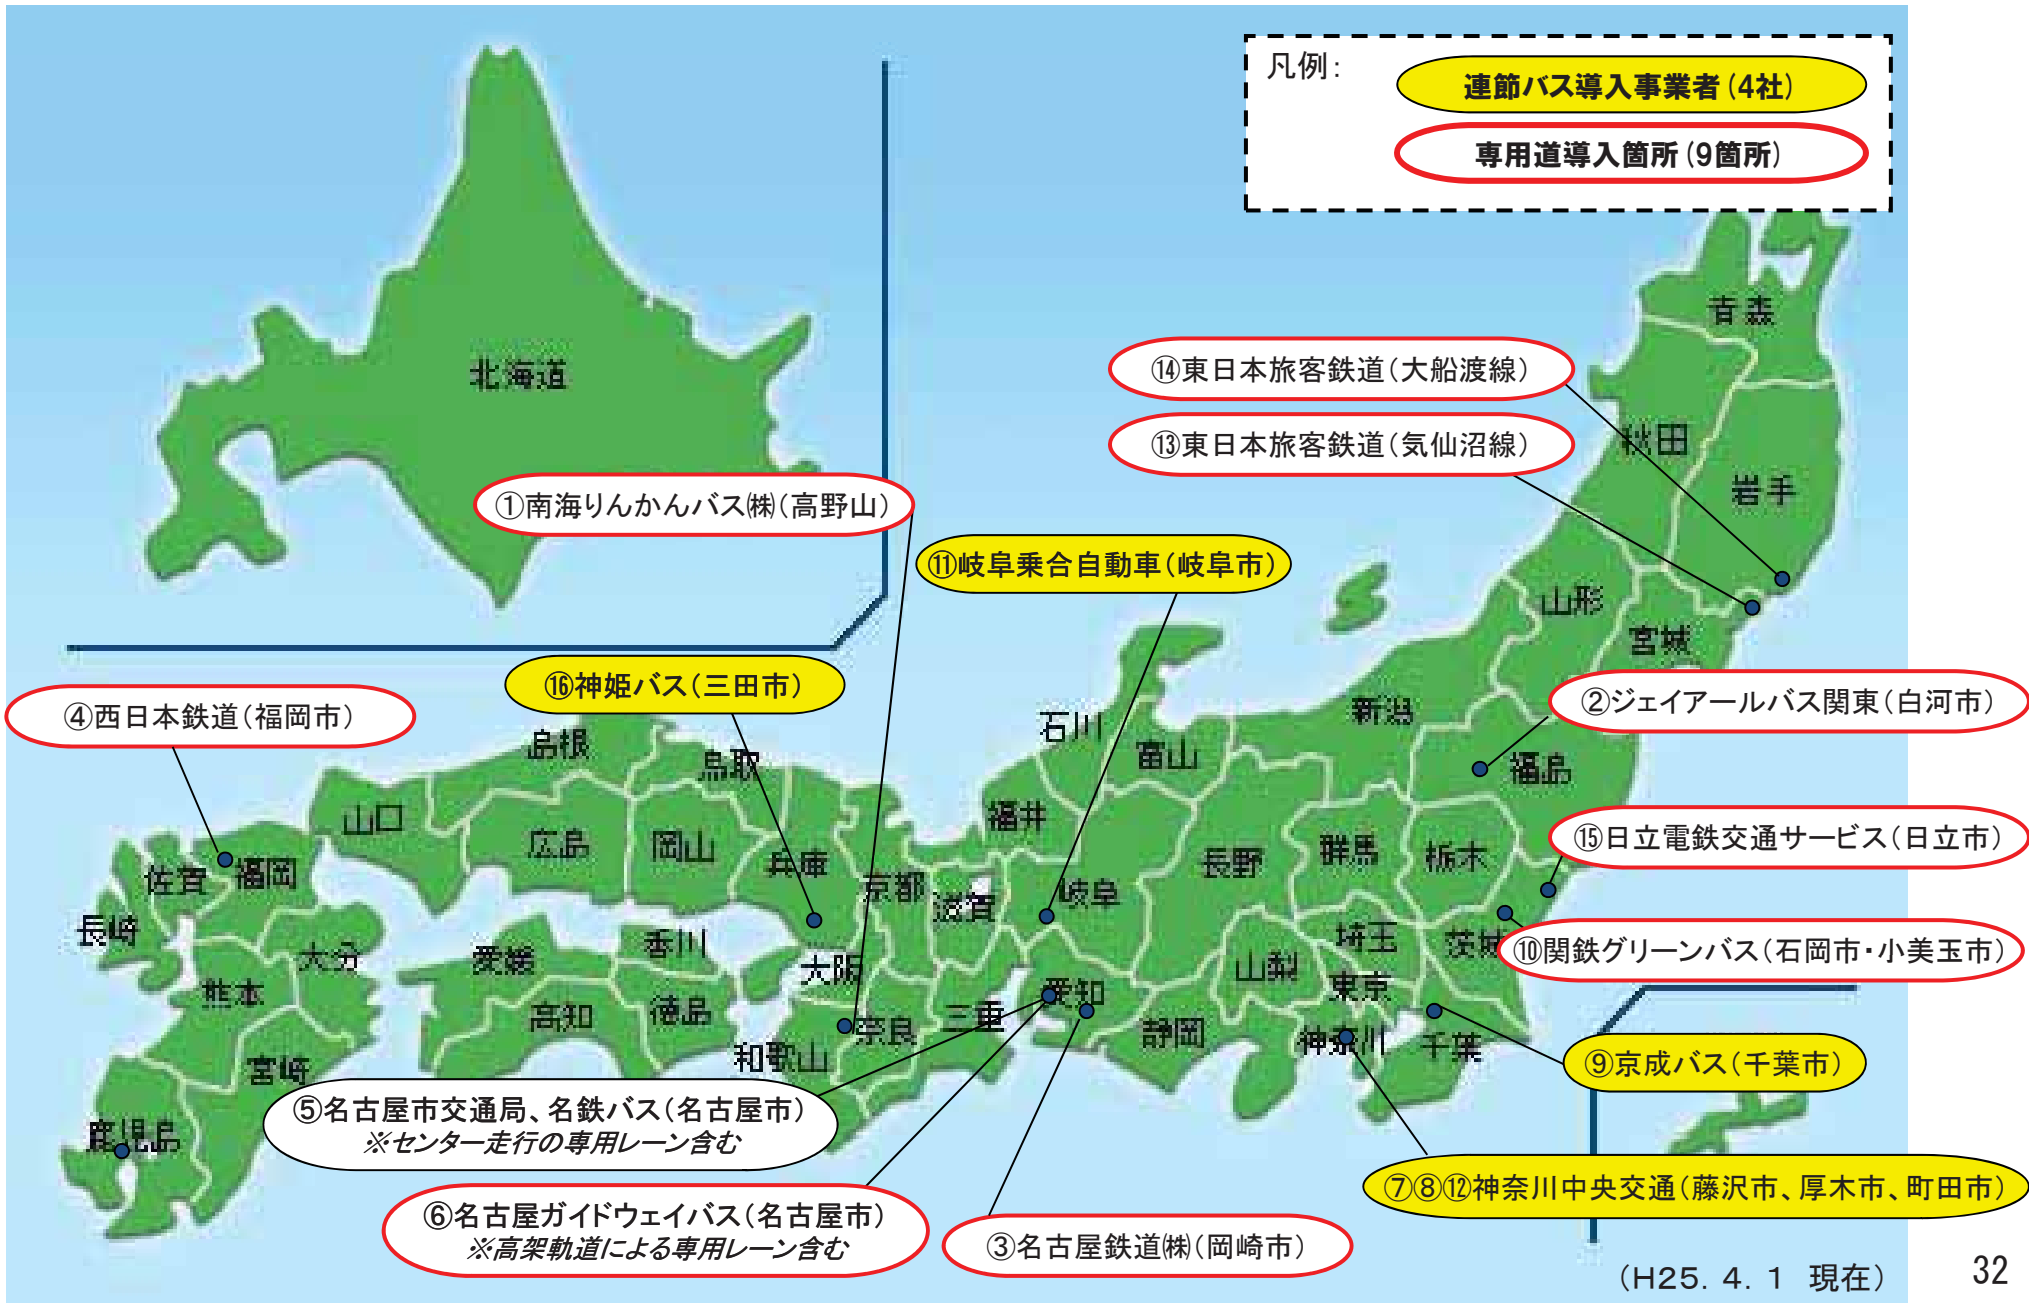 凡例：
連節バス導入事業者（4社）
専用道導入箇所（9箇所）
青森
⑭東日本旅客鉄道（大船渡線）
北海道
⑬東日本旅客鉄道（気仙沼線）
秋田
岩手
①南海りんかんバス㈱（高野山）
⑪岐阜乗合自動車（岐阜市）
山形
宮城
⑯神姫バス（三田市）
②ジェイアールバス関東（白河市）
④西日本鉄道（福岡市）
新潟
石川
島根
富山
鳥取
福島
山口
福井
⑮日立電鉄交通サービス（日立市）
広島
岡山
兵庫
長野
群馬
栃木
佐賀
福岡
京都
滋賀
岐阜
長崎
香川
埼玉
茨城
⑩関鉄グリーンバス（石岡市・小美玉市）
大分
愛媛
大阪
山梨
熊本
東京
愛知
高知
徳島
三重
奈良
静岡
神奈川
千葉
和歌山
宮崎
⑨京成バス（千葉市）
⑤名古屋市交通局、名鉄バス（名古屋市）
※センター走行の専用レーン含む
鹿児島
⑦⑧⑫神奈川中央交通（藤沢市、厚木市、町田市）
⑥名古屋ガイドウェイバス（名古屋市）
※高架軌道による専用レーン含む
③名古屋鉄道㈱（岡崎市）
（H25．4．1　現在）
32